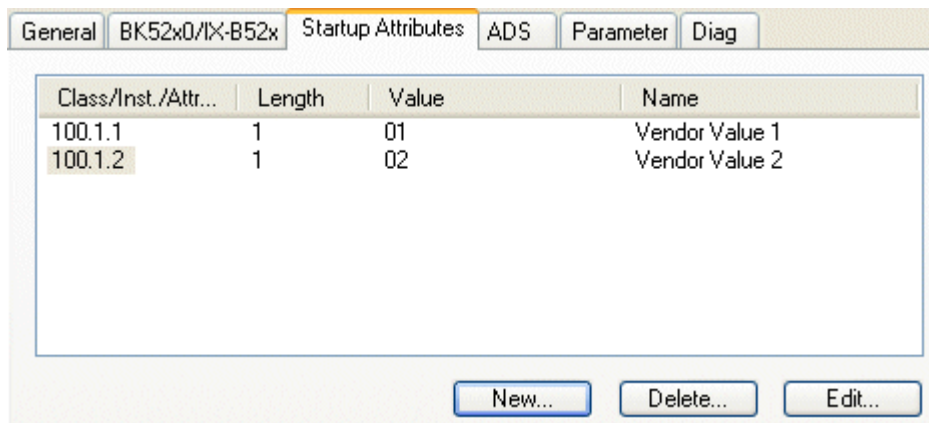 General BK52x0/IX-B52x Startup Attributes ADS Parameter Diag
Class/Inst./Attr... Length Value Name
100.1.1 1 01 Vendor Value 1
100.1.2 1 02 Vendor Value 2
New... Delete... Edit...